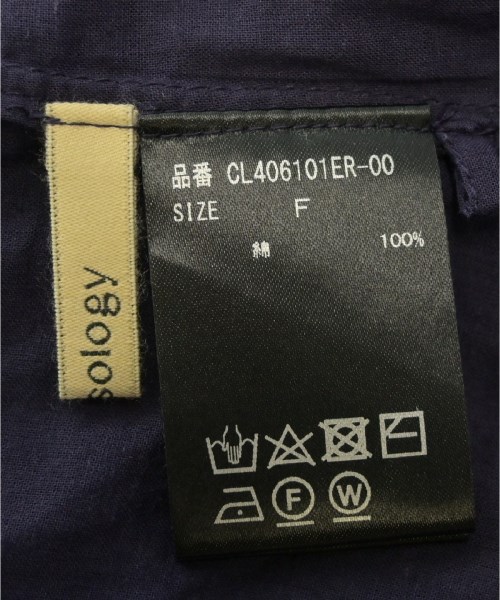 sology
品番 CL406101ER-00
SIZE F
綿 100%
F W